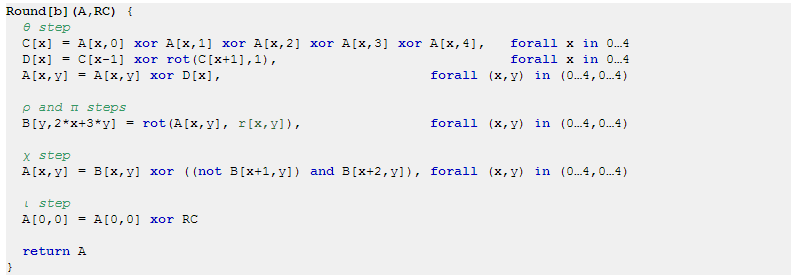 Round[b](A,RC) {
θ step
C[x] = A[x,0] xor A[x,1] xor A[x,2] xor A[x,3] xor A[x,4], forall x in 0…4
D[x] = C[x-1] xor rot(C[x+1],1), forall x in 0…4
A[x,y] = A[x,y] xor D[x], forall (x,y) in (0…4,0…4)
ρ and π steps
B[y,2*x+3*y] = rot(A[x,y], r[x,y]), forall (x,y) in (0…4,0…4)
χ step
A[x,y] = B[x,y] xor ((not B[x+1,y]) and B[x+2,y]), forall (x,y) in (0…4,0…4)
ι step
A[0,0] = A[0,0] xor RC
return A
}